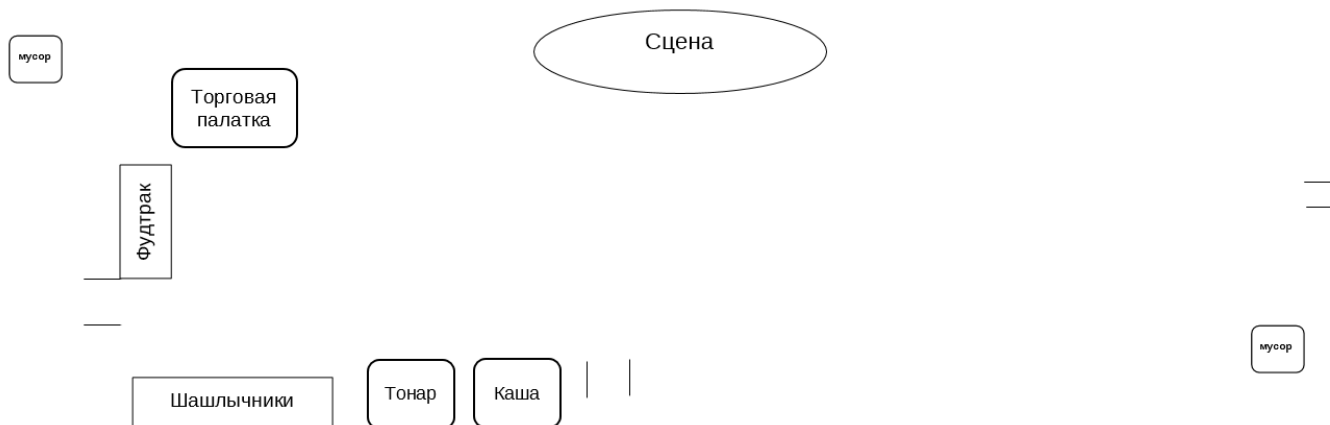 Сцена
мусор
Торговая
палатка
Фудтрак
мусор
Шашлычники
Тонар
Каша